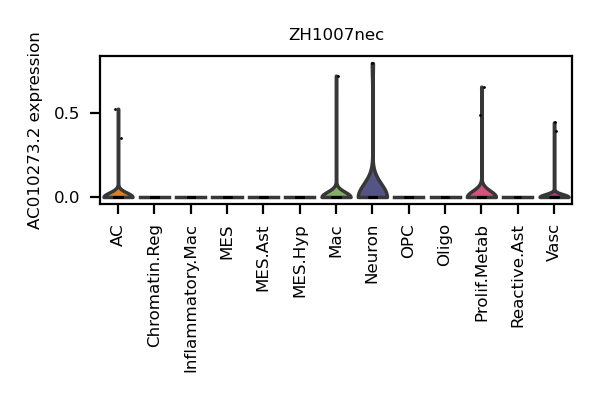 ZH1007nec
AC010273.2 expression
0.5
0.0
AC
Chromatin.Reg
Inflammatory.Mac
MES
MES.Ast
MES.Hyp
Mac
Neuron
OPC
Oligo
Prolif.Metab
Reactive.Ast
Vasc